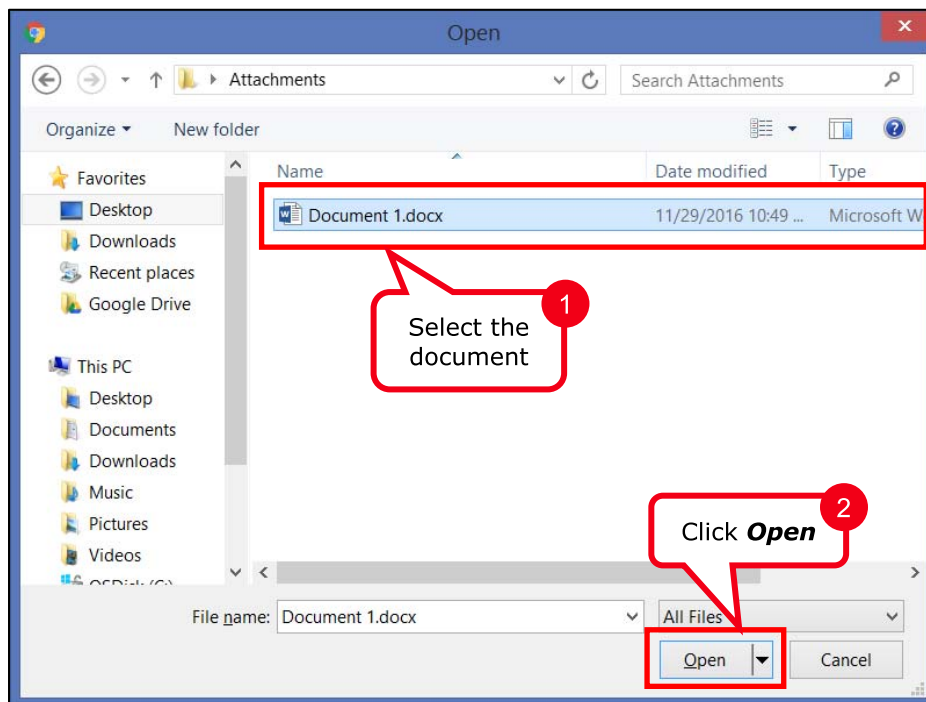 Open
Attachments
Search Attachments
Organize
New folder
Name
Date modified
Type
Favorites
Desktop
Downloads
Recent places
Google Drive
This PC
Desktop
Documents
Downloads
Music
Pictures
Videos
Document 1.docx
11/29/2016 10:49 ...
Microsoft W
1
Select the
document
2
Click Open
File name:
Document 1.docx
All Files
Open
Cancel